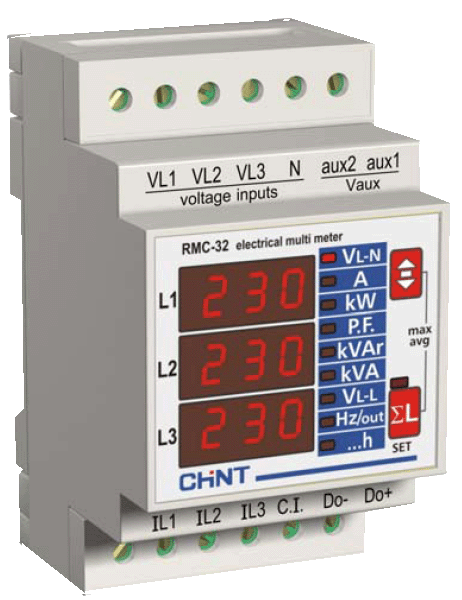 VL1 VL2 VL3 N aux2 aux1
voltage inputs Vaux
RMC-32 electrical multi meter
VL-N
A
L1 230 kW
P.F.
L2 230 kVAr
kVA
max
avg
VL-L
L3 230 Hz/out
ΣL
...h
SET
CHiNT
IL1 IL2 IL3 C.I. Do- Do+